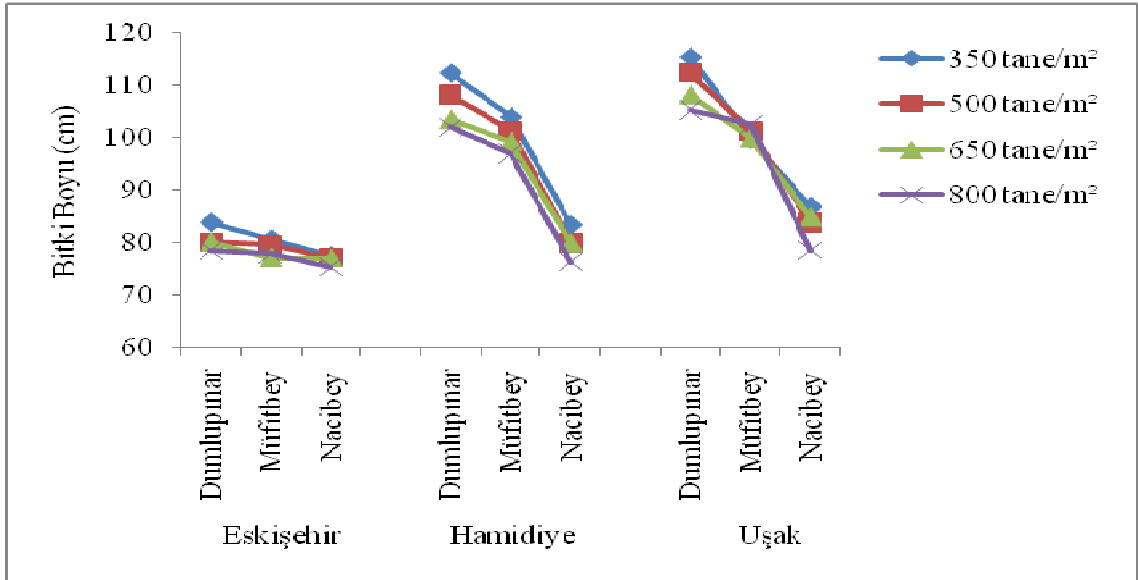 Bitki Boyu (cm)
120
110
100
90
80
70
60
Dumlupınar
Müfitbey
Nacibey
Dumlupınar
Müfitbey
Nacibey
Dumlupınar
Müfitbey
Nacibey
Eskişehir
Hamidiye
Uşak
350 tane/m²
500 tane/m²
650 tane/m²
800 tane/m²